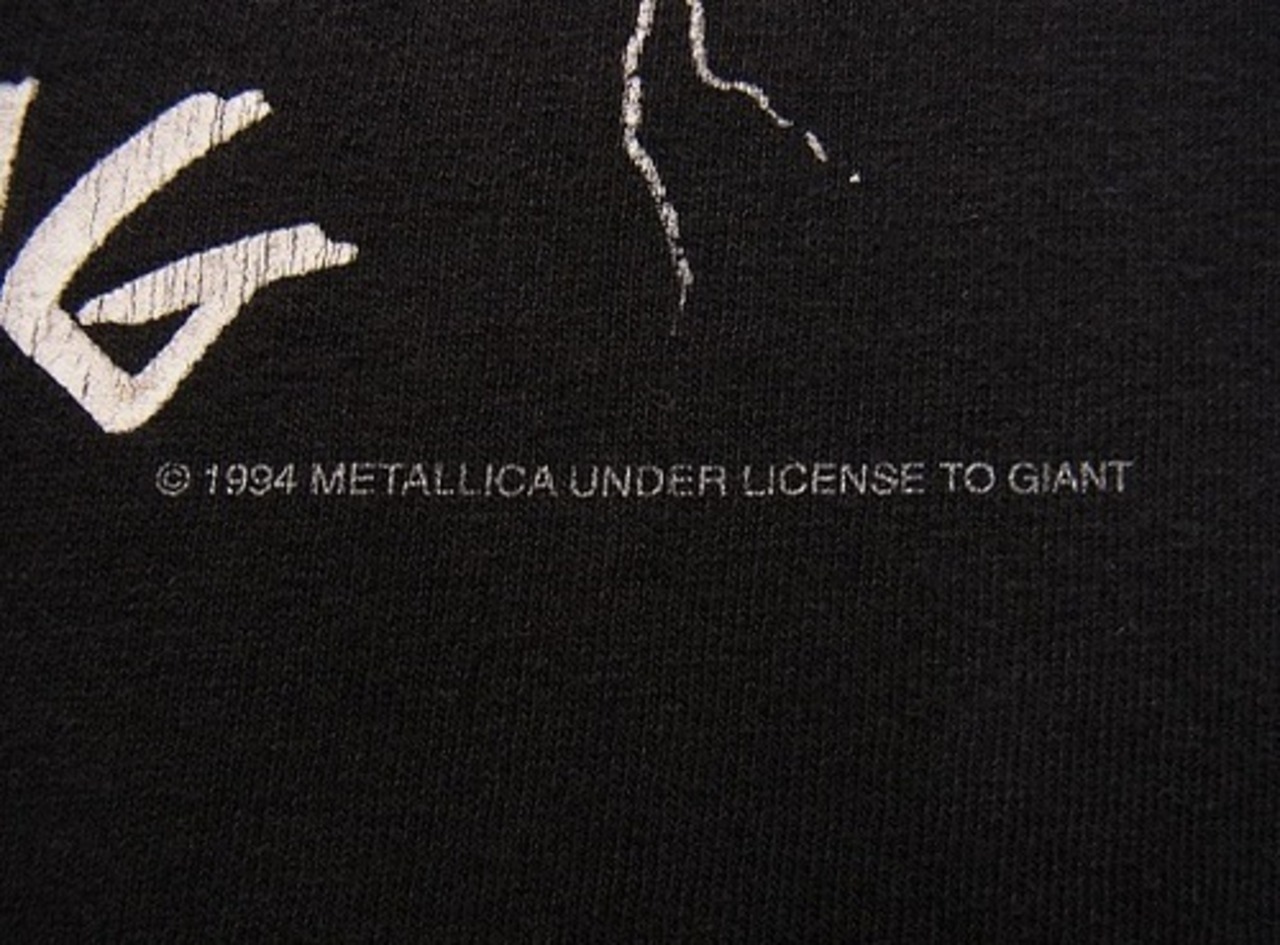 G
© 1994 METALLICA UNDER LICENSE TO GIANT